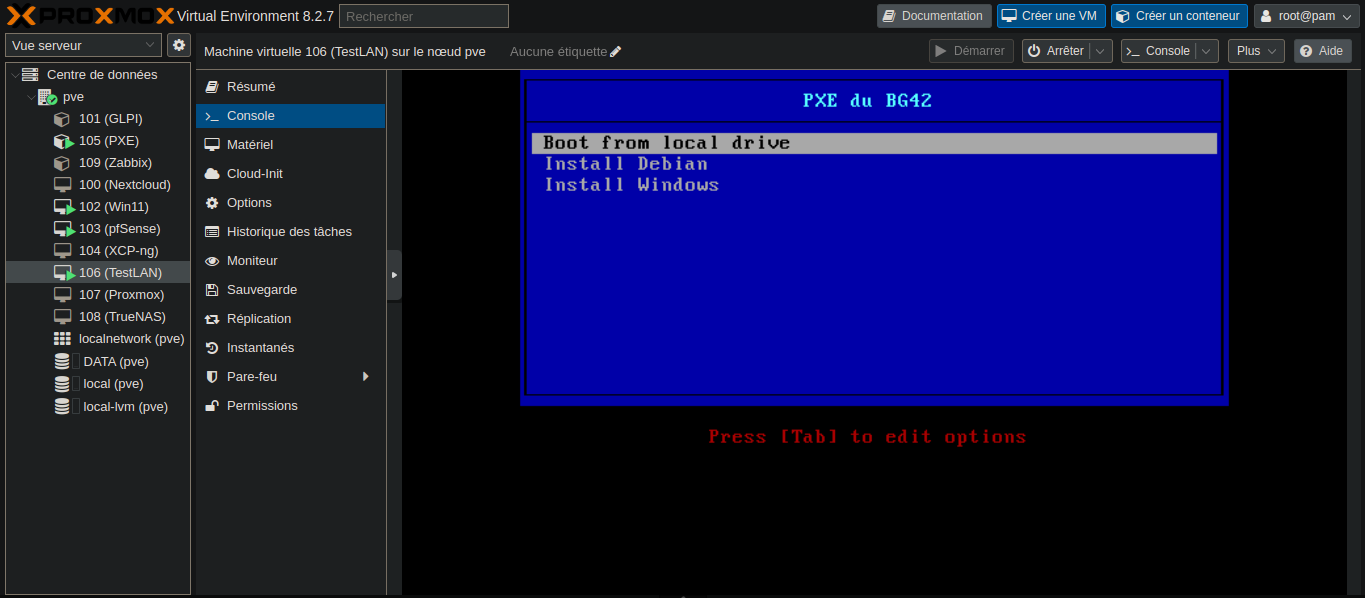 PROXMOX Virtual Environment 8.2.7 Rechercher Documentation Créer une VM Créer un conteneur root@pam
Vue serveur
Machine virtuelle 106 (TestLAN) sur le nœud pve Aucune étiquette Démarrer Arrêter Console Plus Aide
Centre de données
pve
101 (GLPI)
105 (PXE)
109 (Zabbix)
100 (Nextcloud)
102 (Win11)
103 (pfSense)
104 (XCP-ng)
106 (TestLAN)
107 (Proxmox)
108 (TrueNAS)
localnetwork (pve)
DATA (pve)
local (pve)
local-lvm (pve)
Résumé
Console
Matériel
Cloud-Init
Options
Historique des tâches
Moniteur
Sauvegarde
Réplication
Instantanés
Pare-feu
Permissions
PXE du BG42
Boot from local drive
Install Debian
Install Windows
Press [Tab] to edit options